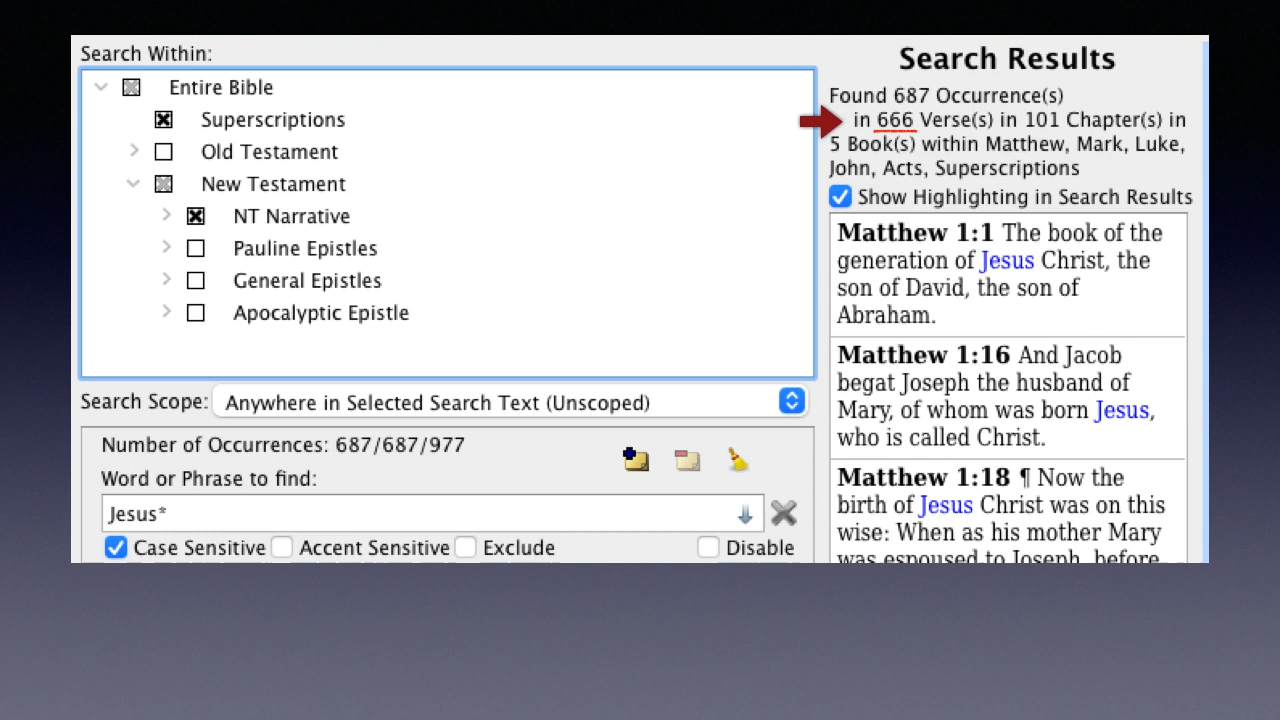 Search Within:
Entire Bible
Superscriptions
Old Testament
New Testament
NT Narrative
Pauline Epistles
General Epistles
Apocalyptic Epistle
Search Scope: Anywhere in Selected Search Text (Unscoped)
Number of Occurrences: 687/687/977
Word or Phrase to find:
Jesus*
Case Sensitive Accent Sensitive Exclude Disable
Search Results
Found 687 Occurrence(s)
in 666 Verse(s) in 101 Chapter(s) in
5 Book(s) within Matthew, Mark, Luke,
John, Acts, Superscriptions
Show Highlighting in Search Results
Matthew 1:1 The book of the
generation of Jesus Christ, the
son of David, the son of
Abraham.
Matthew 1:16 And Jacob
begat Joseph the husband of
Mary, of whom was born Jesus,
who is called Christ.
Matthew 1:18 ¶ Now the
birth of Jesus Christ was on this
wise: When as his mother Mary
was espoused to Joseph, before